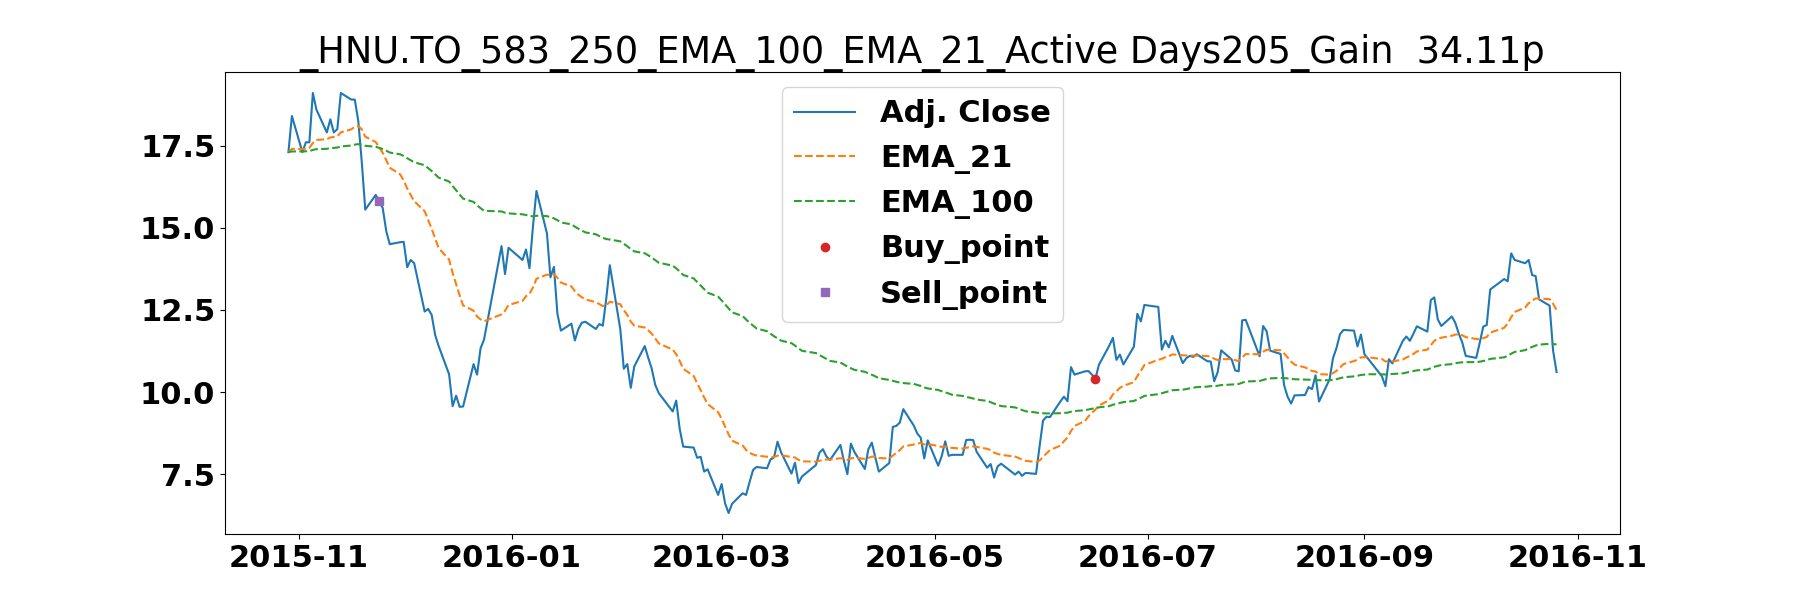 _HNU.TO_583_250_EMA_100_EMA_21_Active Days205_Gain  34.11p
Adj. Close
EMA_21
EMA_100
Buy_point
Sell_point
17.5
15.0
12.5
10.0
7.5
2015-11 2016-01 2016-03 2016-05 2016-07 2016-09 2016-11